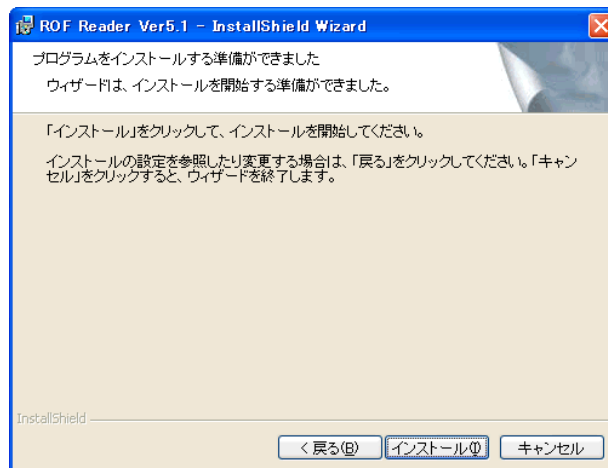 ROF Reader Ver5.1 - InstallShield Wizard
プログラムをインストールする準備ができました
ウィザードは、インストールを開始する準備ができました。
「インストール」をクリックして、インストールを開始してください。
インストールの設定を参照したり変更する場合は、「戻る」をクリックしてください。「キャン
セル」をクリックすると、ウィザードを終了します。
InstallShield
< 戻る(B) インストール(I) キャンセル